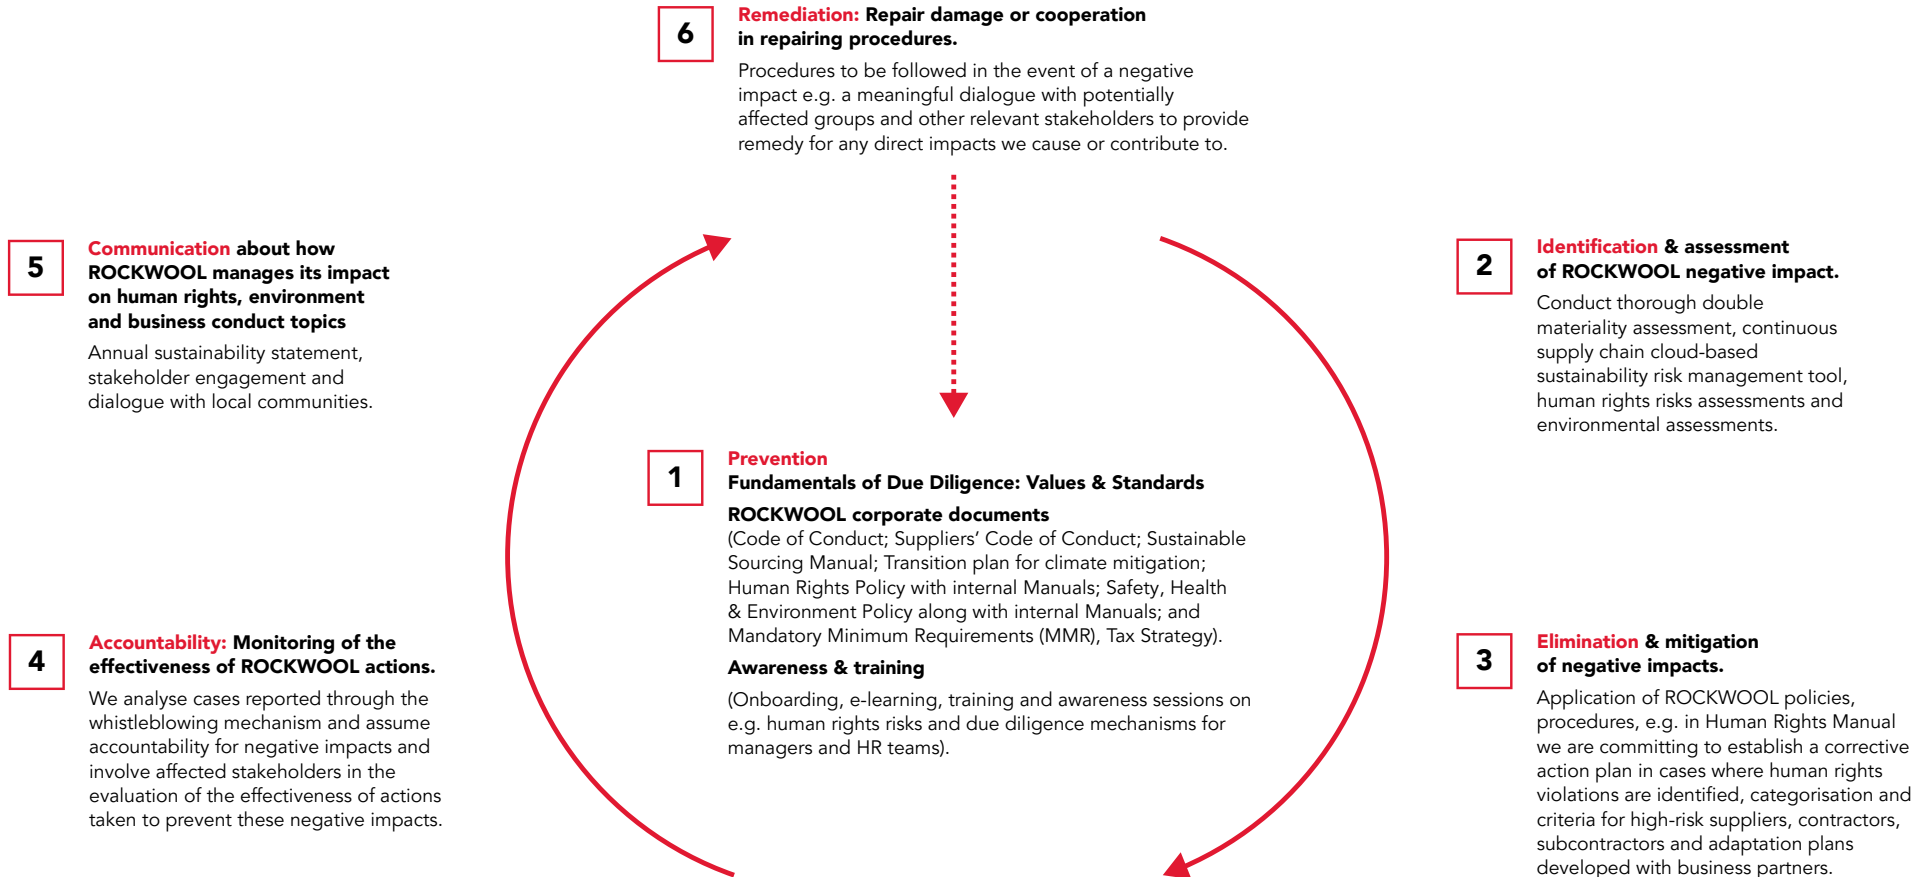 6
Remediation: Repair damage or cooperation
in repairing procedures.
Procedures to be followed in the event of a negative
impact e.g. a meaningful dialogue with potentially
affected groups and other relevant stakeholders to provide
remedy for any direct impacts we cause or contribute to.
5
Communication about how
ROCKWOOL manages its impact
on human rights, environment
and business conduct topics
Annual sustainability statement,
stakeholder engagement and
dialogue with local communities.
2
Identification & assessment
of ROCKWOOL negative impact.
Conduct thorough double
materiality assessment, continuous
supply chain cloud-based
sustainability risk management tool,
human rights risks assessments and
environmental assessments.
1
Prevention
Fundamentals of Due Diligence: Values & Standards
ROCKWOOL corporate documents
(Code of Conduct; Suppliers' Code of Conduct; Sustainable
Sourcing Manual; Transition plan for climate mitigation;
Human Rights Policy with internal Manuals; Safety, Health
& Environment Policy along with internal Manuals; and
Mandatory Minimum Requirements (MMR), Tax Strategy).
Awareness & training
(Onboarding, e-learning, training and awareness sessions on
e.g. human rights risks and due diligence mechanisms for
managers and HR teams).
4
Accountability: Monitoring of the
effectiveness of ROCKWOOL actions.
We analyse cases reported through the
whistleblowing mechanism and assume
accountability for negative impacts and
involve affected stakeholders in the
evaluation of the effectiveness of actions
taken to prevent these negative impacts.
3
Elimination & mitigation
of negative impacts.
Application of ROCKWOOL policies,
procedures, e.g. in Human Rights Manual
we are committing to establish a corrective
action plan in cases where human rights
violations are identified, categorisation and
criteria for high-risk suppliers, contractors,
subcontractors and adaptation plans
developed with business partners.